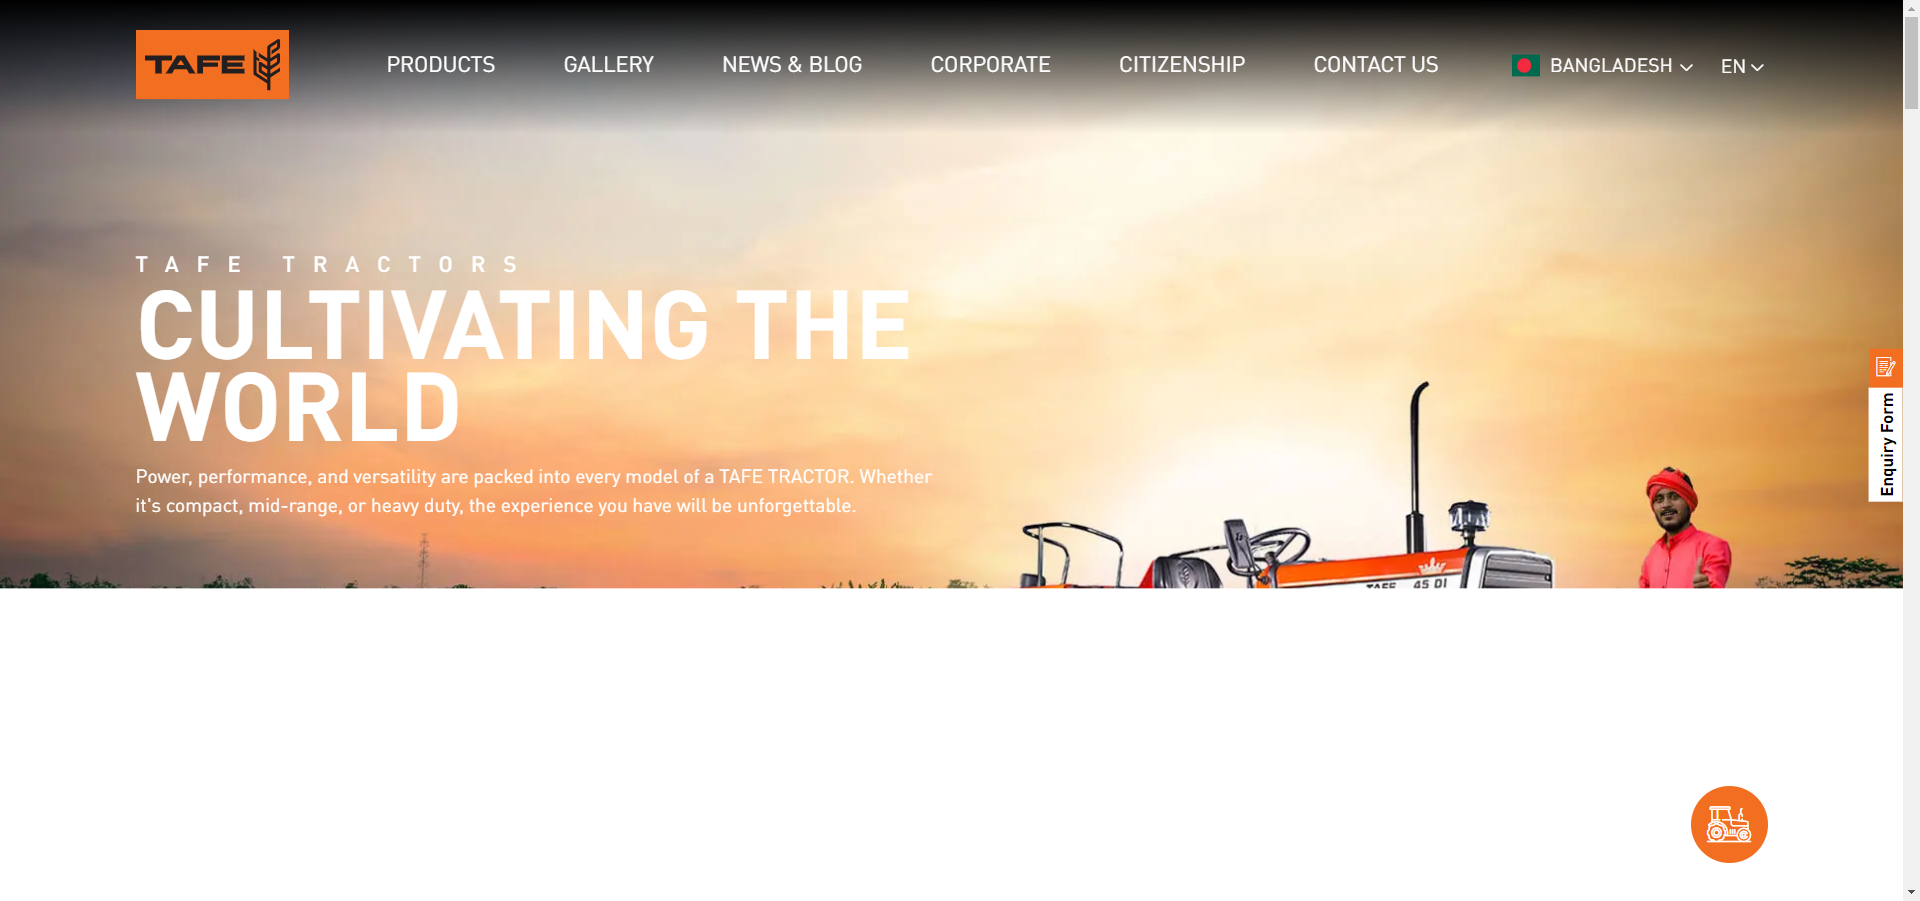 TAFE
PRODUCTS
GALLERY
NEWS & BLOG
CORPORATE
CITIZENSHIP
CONTACT US
BANGLADESH
EN
TAFE TRACTORS
CULTIVATING THE
WORLD
Power, performance, and versatility are packed into every model of a TAFE TRACTOR. Whether
it's compact, mid-range, or heavy duty, the experience you have will be unforgettable.
Enquiry Form
TAFE 45 DI